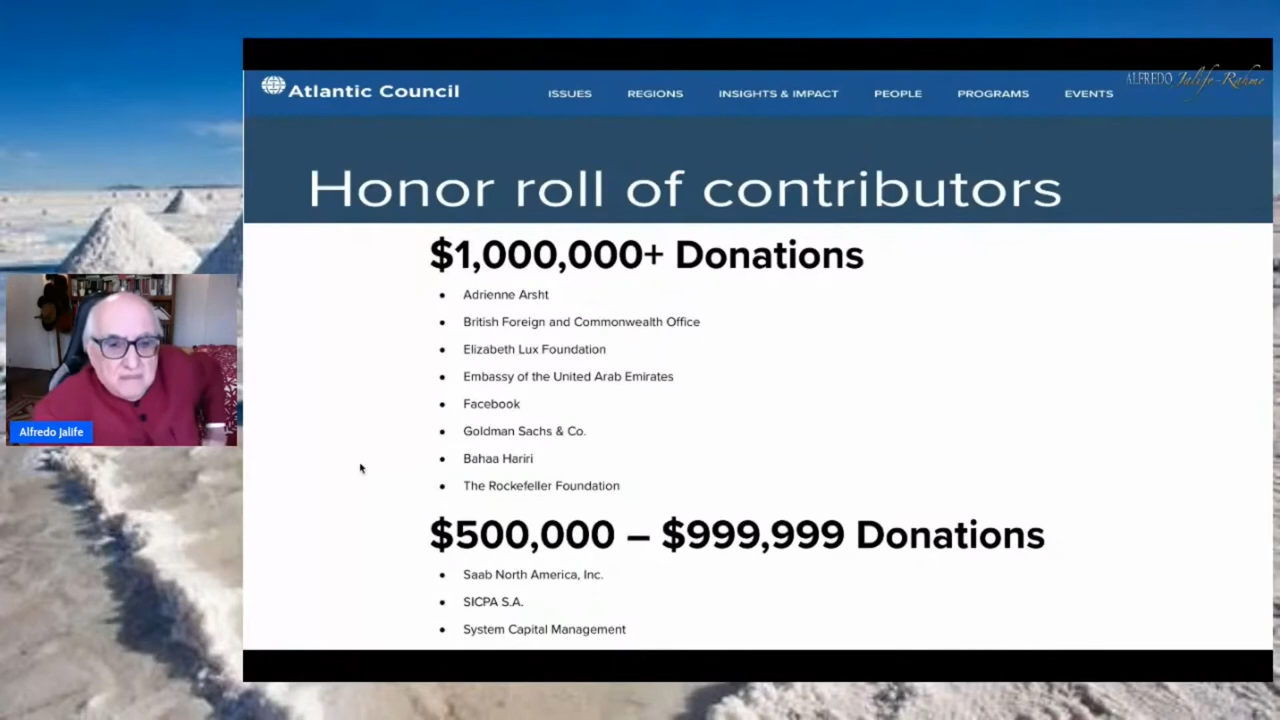 Atlantic Council
ISSUES REGIONS INSIGHTS & IMPACT PEOPLE PROGRAMS EVENTS
ALFREDO Jalife-Rahme
Honor roll of contributors
$1,000,000+ Donations
• Adrienne Arsht
• British Foreign and Commonwealth Office
• Elizabeth Lux Foundation
• Embassy of the United Arab Emirates
• Facebook
• Goldman Sachs & Co.
• Bahaa Hariri
• The Rockefeller Foundation
$500,000 – $999,999 Donations
• Saab North America, Inc.
• SICPA S.A.
• System Capital Management
Alfredo Jalife